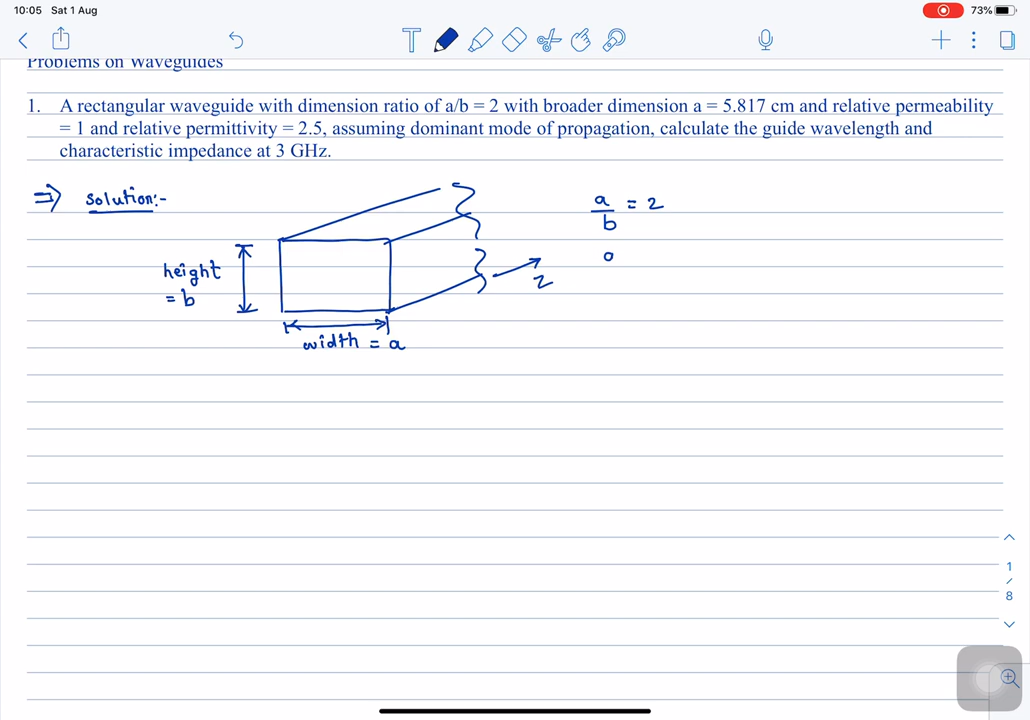 10:05 Sat 1 Aug
73%
T
Problems on Waveguides
1. A rectangular waveguide with dimension ratio of a/b = 2 with broader dimension a = 5.817 cm and relative permeability
= 1 and relative permittivity = 2.5, assuming dominant mode of propagation, calculate the guide wavelength and
characteristic impedance at 3 GHz.
⇒ Solution:-
a/b = 2
height
= b
z
width = a
1
/
8